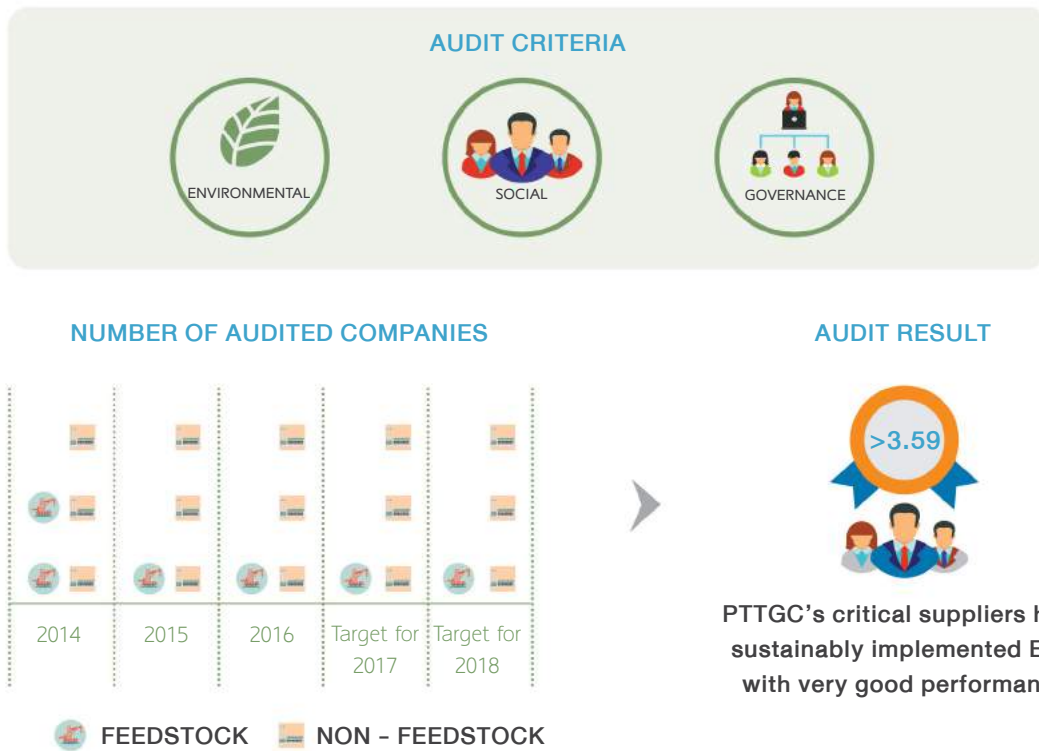 AUDIT CRITERIA
ENVIRONMENTAL
SOCIAL
GOVERNANCE
NUMBER OF AUDITED COMPANIES
AUDIT RESULT
>3.59
2014
2015
2016
Target for
2017
Target for
2018
PTTGC's critical suppliers
sustainably implemented
with very good
FEEDSTOCK
NON - FEEDSTOCK